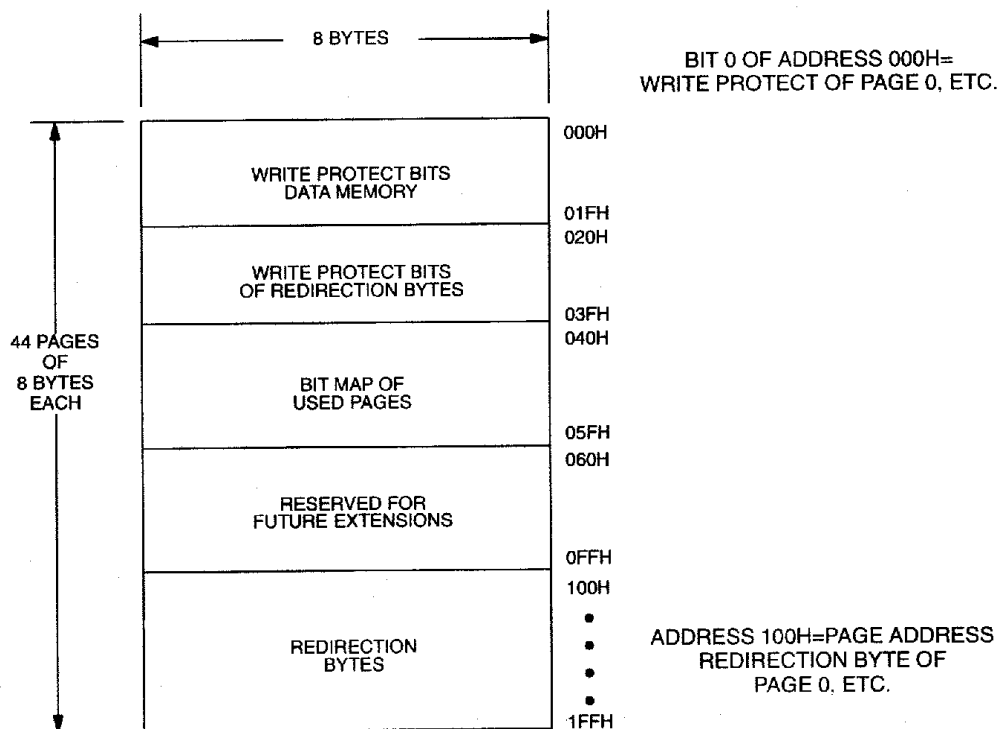 8 BYTES
BIT 0 OF ADDRESS 000H=
WRITE PROTECT OF PAGE 0, ETC.
000H
WRITE PROTECT BITS
DATA MEMORY
01FH
020H
WRITE PROTECT BITS
OF REDIRECTION BYTES
03FH
040H
44 PAGES
OF
8 BYTES
EACH
BIT MAP OF
USED PAGES
05FH
060H
RESERVED FOR
FUTURE EXTENSIONS
0FFH
100H
REDIRECTION
BYTES
ADDRESS 100H=PAGE ADDRESS
REDIRECTION BYTE OF
PAGE 0, ETC.
1FFH